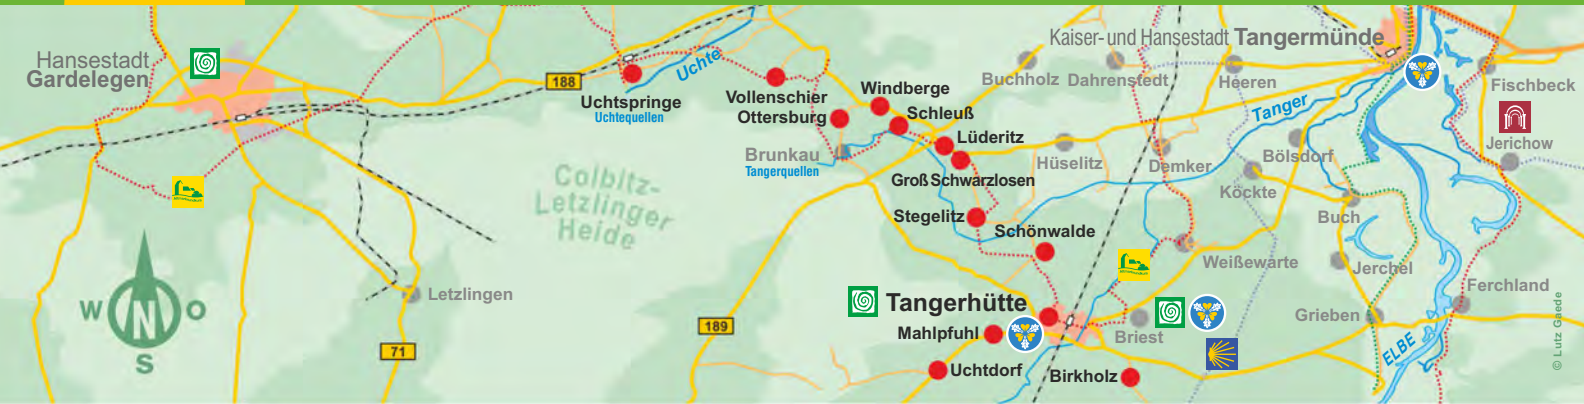 Hansestadt
Gardelegen
188
Uchtspringe
Uchtequellen
Uchte
Vollenschier
Ottersburg
Windberge
Schleuß
Lüderitz
Groß Schwarzlosen
Brunkau
Tangerquellen
Stegelitz
Schönwalde
Kaiser- und Hansestadt Tangermünde
Buchholz
Dahrenstedt
Heeren
Fischbeck
Tanger
Jerichow
Hüselitz
Demker
Bölsdorf
Köckte
Buch
Colbitz-
Letzlinger
Heide
Weißewarte
Jerchel
Ferchland
W
N
O
S
Letzlingen
71
189
Tangerhütte
Mahlpfuhl
Uchtdorf
Birkholz
Briest
Grieben
ELBE
© Lutz Gaede